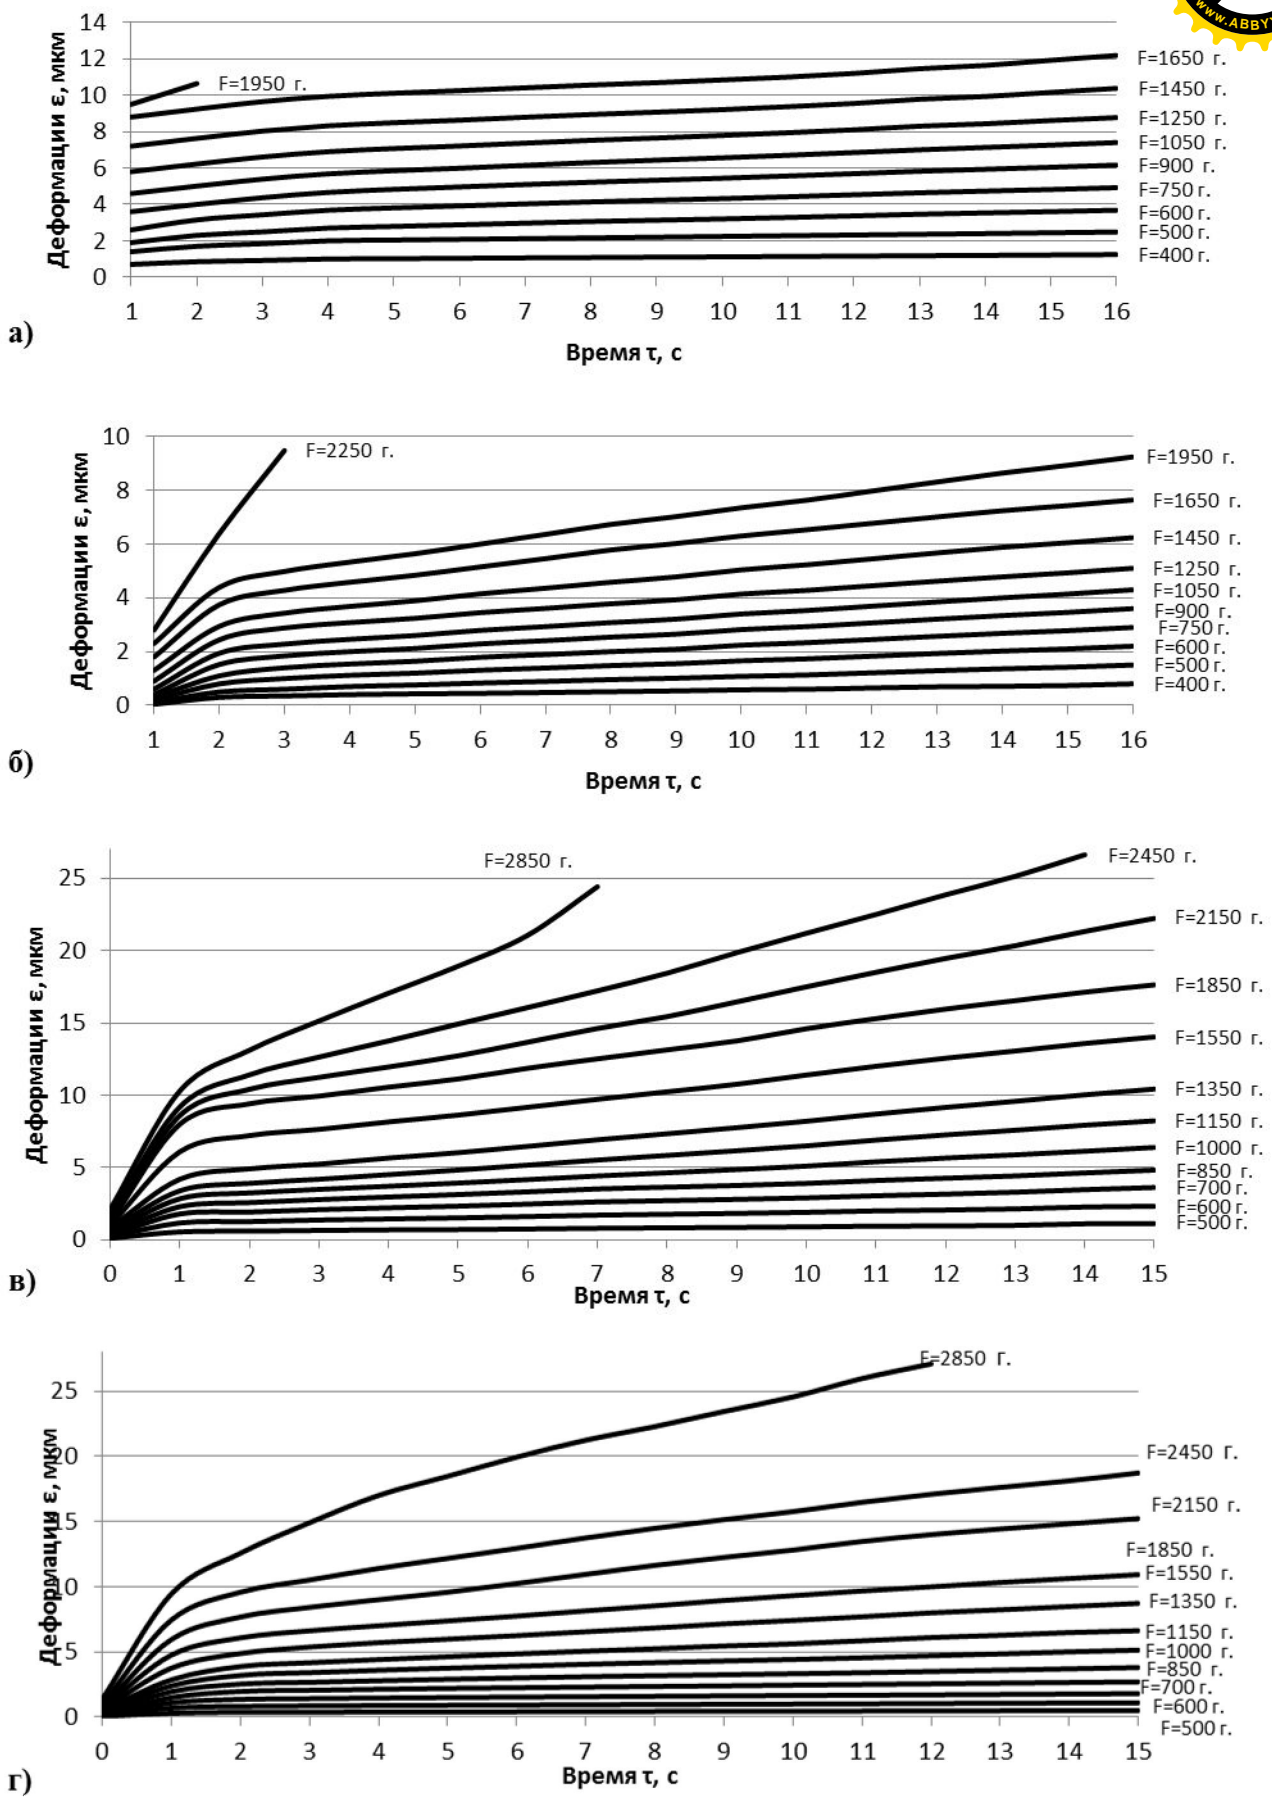 WWW.ABBY
Деформации ε, мкм
14
12
10
8
6
4
2
0
F=1950 г.
F=1650 г.
F=1450 г.
F=1250 г.
F=1050 г.
F=900 г.
F=750 г.
F=600 г.
F=500 г.
F=400 г.
1 2 3 4 5 6 7 8 9 10 11 12 13 14 15 16
Время τ, с
а)
Деформации ε, мкм
10
8
6
4
2
0
F=2250 г.
F=1950 г.
F=1650 г.
F=1450 г.
F=1250 г.
F=1050 г.
F=900 г.
F=750 г.
F=600 г.
F=500 г.
F=400 г.
1 2 3 4 5 6 7 8 9 10 11 12 13 14 15 16
Время τ, с
б)
Деформации ε, мкм
25
20
15
10
5
0
F=2850 г.
F=2450 г.
F=2150 г.
F=1850 г.
F=1550 г.
F=1350 г.
F=1150 г.
F=1000 г.
F=850 г.
F=700 г.
F=600 г.
F=500 г.
0 1 2 3 4 5 6 7 8 9 10 11 12 13 14 15
Время τ, с
в)
Деформации ε, мкм
25
20
15
10
5
0
F=2850 г.
F=2450 г.
F=2150 г.
F=1850 г.
F=1550 г.
F=1350 г.
F=1150 г.
F=1000 г.
F=850 г.
F=700 г.
F=600 г.
F=500 г.
0 1 2 3 4 5 6 7 8 9 10 11 12 13 14 15
Время τ, с
г)